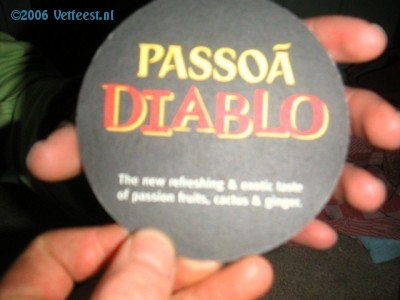 ©2006 Vetfeest.nl
PASSOÃ
DIABLO
The new refreshing & exotic taste
of passion fruits, cactus & ginger.